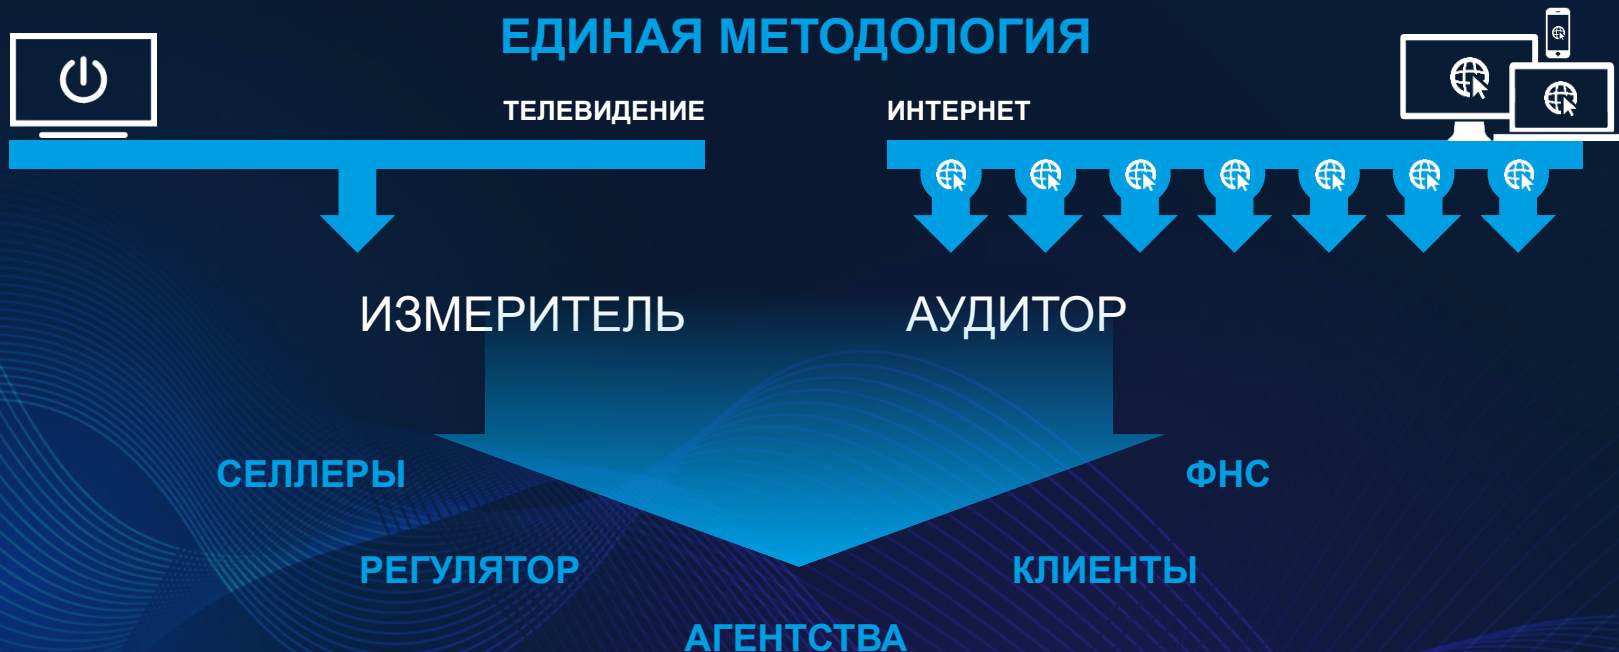 ЕДИНАЯ МЕТОДОЛОГИЯ
ТЕЛЕВИДЕНИЕ
ИНТЕРНЕТ
ИЗМЕРИТЕЛЬ
АУДИТОР
СЕЛЛЕРЫ
ФНС
РЕГУЛЯТОР
КЛИЕНТЫ
АГЕНТСТВА